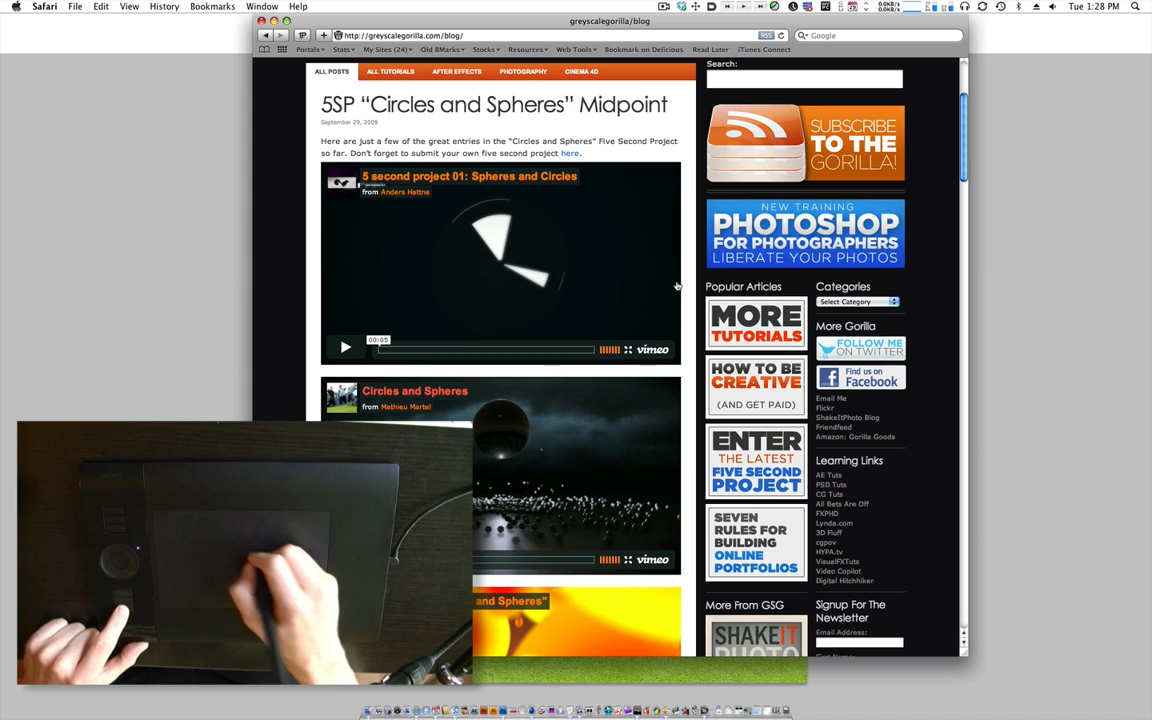 Safari File Edit View History Bookmarks Window Help
0.0KB/s
0.0KB/s
Tue 1:28 PM
greyscalegorilla/blog
1P
http://greyscalegorilla.com/blog/
RSS
Google
Portals Stats My Sites (24) Old BMarks Stocks Resources Web Tools Bookmark on Delicious Read Later iTunes Connect
ALL POSTS ALL TUTORIALS AFTER EFFECTS PHOTOGRAPHY CINEMA 4D
5SP “Circles and Spheres” Midpoint
September 29, 2009
Here are just a few of the great entries in the “Circles and Spheres” Five Second Project
so far. Don’t forget to submit your own five second project here.
5 second project 01: Spheres and Circles
from Anders Hattne
00:05
vimeo
Circles and Spheres
from Mathieu Martel
vimeo
and Spheres"
Search:
SUBSCRIBE
TO THE
GORILLA!
NEW TRAINING
PHOTOSHOP
FOR PHOTOGRAPHERS
LIBERATE YOUR PHOTOS
Popular Articles
MORE
TUTORIALS
HOW TO BE
CREATIVE
(AND GET PAID)
ENTER
THE LATEST
FIVE SECOND
PROJECT
SEVEN
RULES FOR
BUILDING
ONLINE
PORTFOLIOS
More From GSG
SHAKEIT
PHOTO
Categories
Select Category
More Gorilla
FOLLOW ME
ON TWITTER
Find us on
Facebook
Email Me
Flickr
ShakeItPhoto Blog
Friendfeed
Amazon: Gorilla Goods
Learning Links
AE Tuts
PSD Tuts
CG Tuts
All Bets Are Off
FXPHD
Lynda.com
3D Fluff
cgpov
HYPA.tv
VisualFXTuts
Video Copilot
Digital Hitchhiker
Signup For The
Newsletter
Email Address: